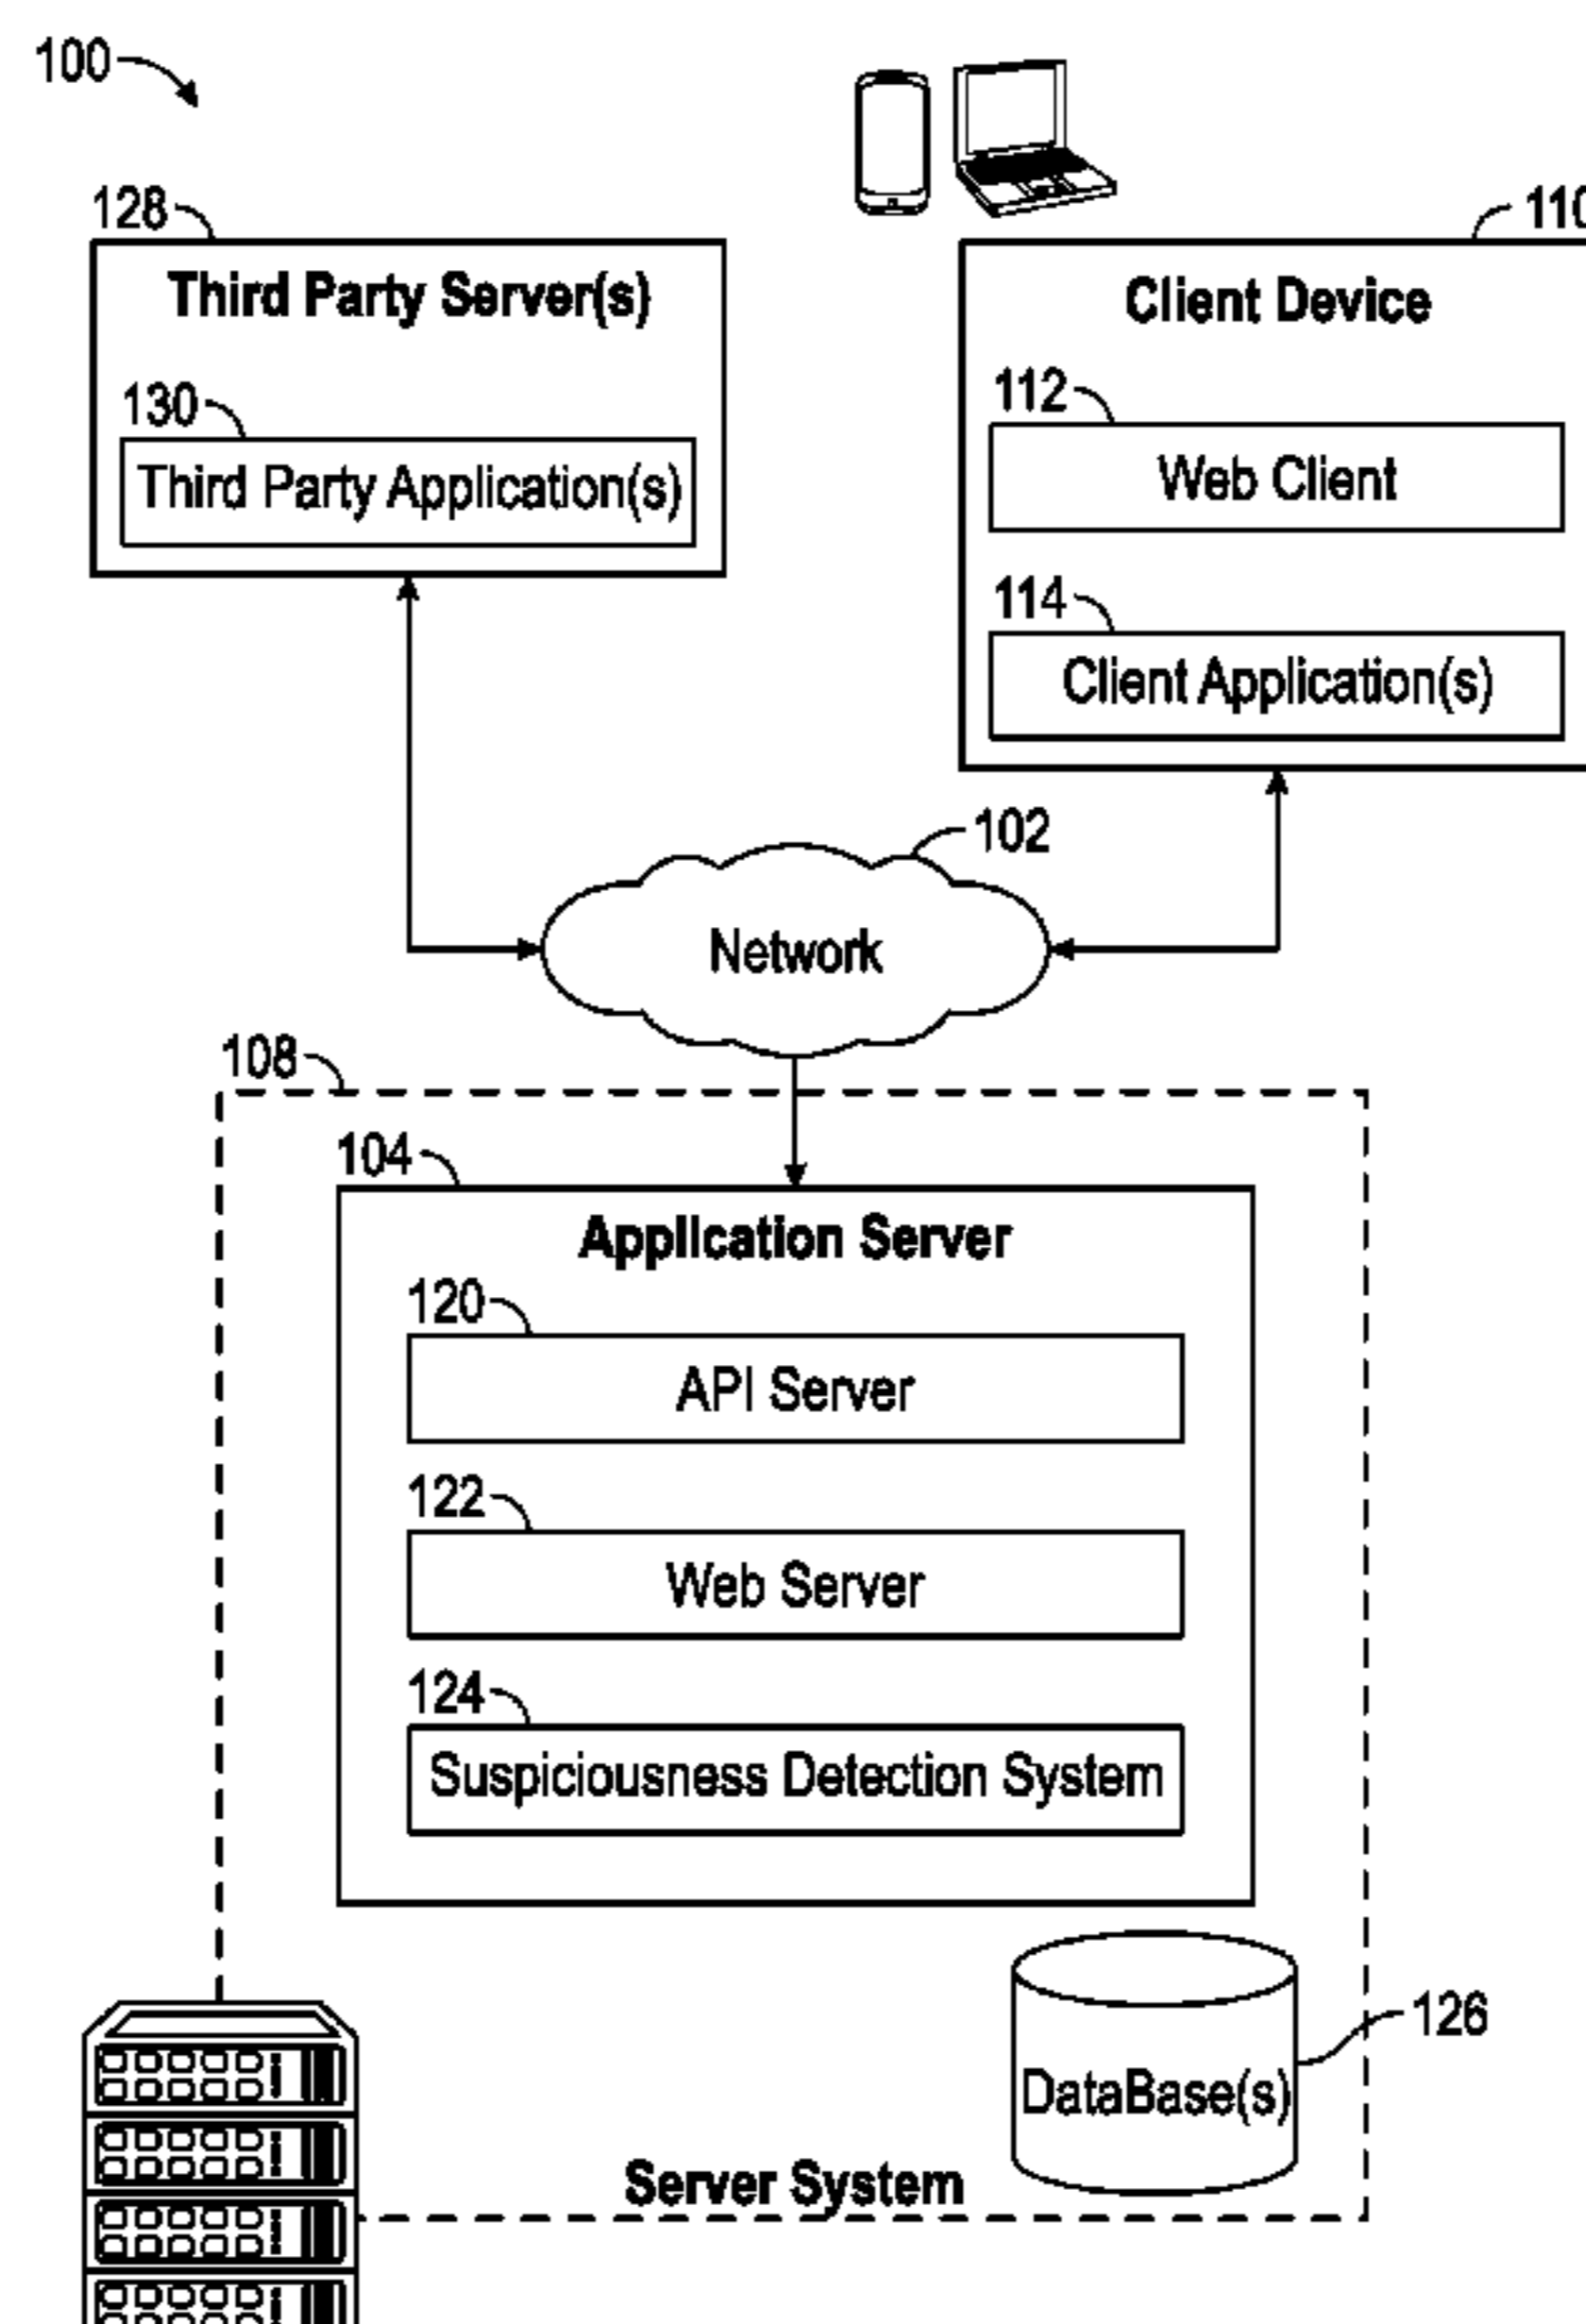 100
128
110
Third Party Server(s)
Client Device
130
Third Party Application(s)
112
Web Client
114
Client Application(s)
102
Network
108
104
Application Server
120
API Server
122
Web Server
124
Suspiciousness Detection System
126
DataBase(s)
Server System